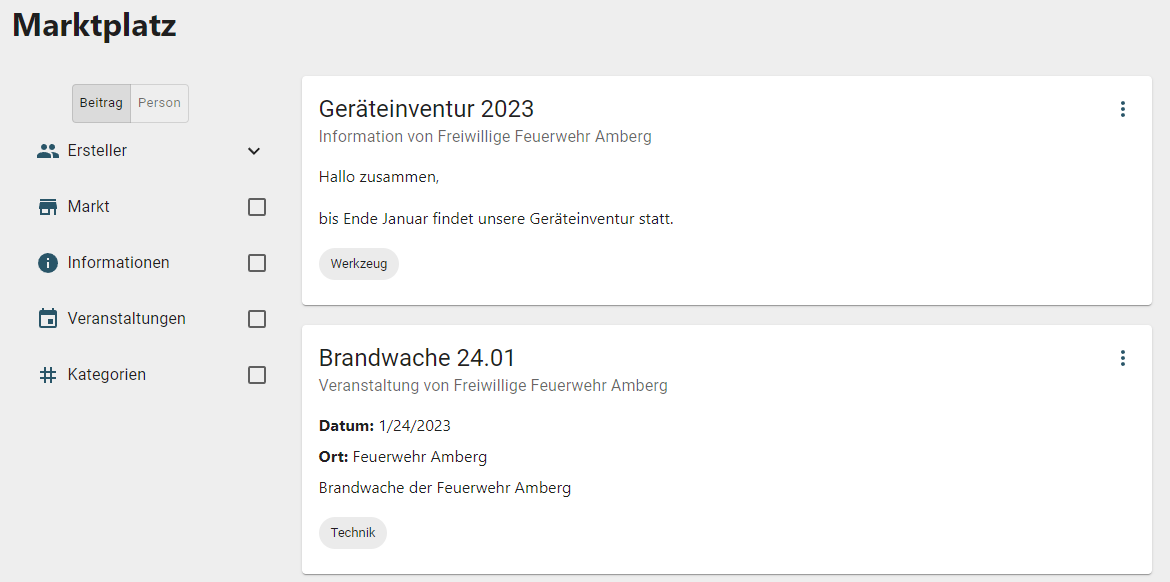 Marktplatz
Beitrag Person
Ersteller
Markt
Informationen
Veranstaltungen
Kategorien
Geräteinventur 2023
Information von Freiwillige Feuerwehr Amberg
Hallo zusammen,
bis Ende Januar findet unsere Geräteinventur statt.
Werkzeug
Brandwache 24.01
Veranstaltung von Freiwillige Feuerwehr Amberg
Datum: 1/24/2023
Ort: Feuerwehr Amberg
Brandwache der Feuerwehr Amberg
Technik